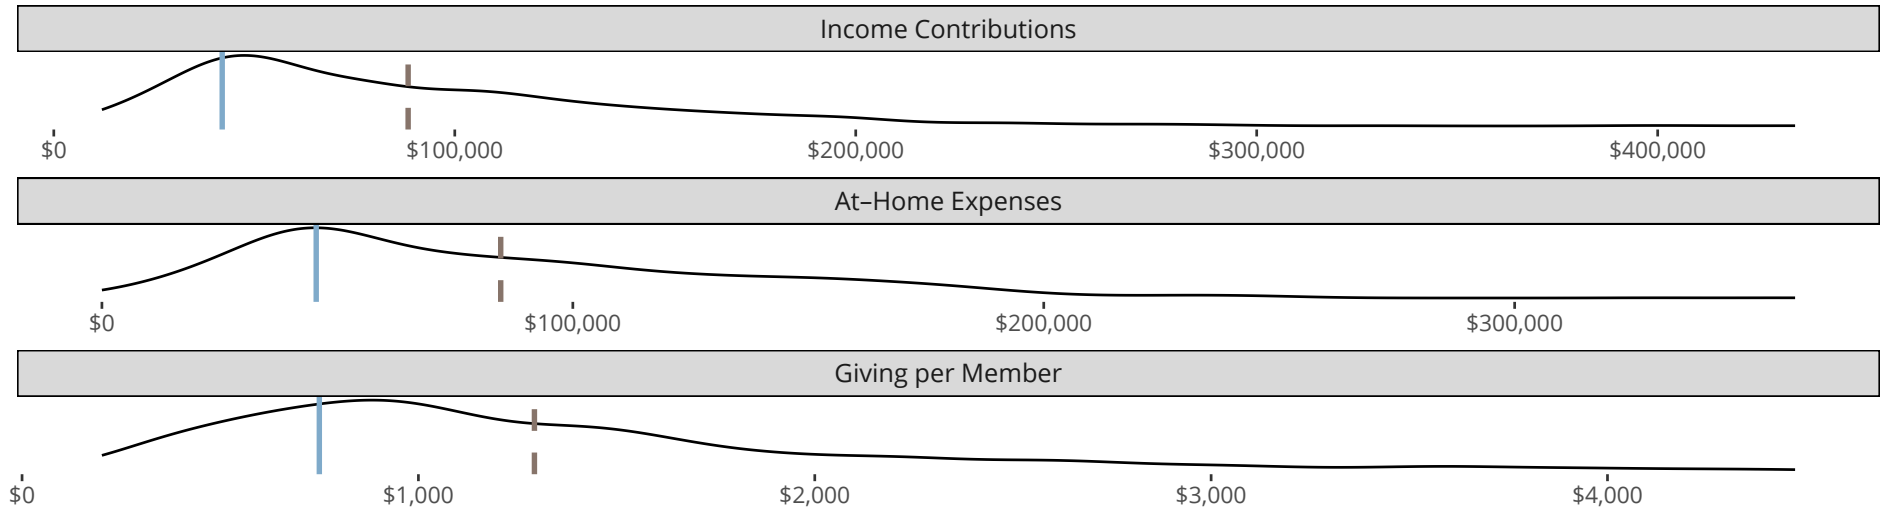 Income Contributions
$0 $100,000 $200,000 $300,000 $400,000
At–Home Expenses
$0 $100,000 $200,000 $300,000
Giving per Member
$0 $1,000 $2,000 $3,000 $4,000